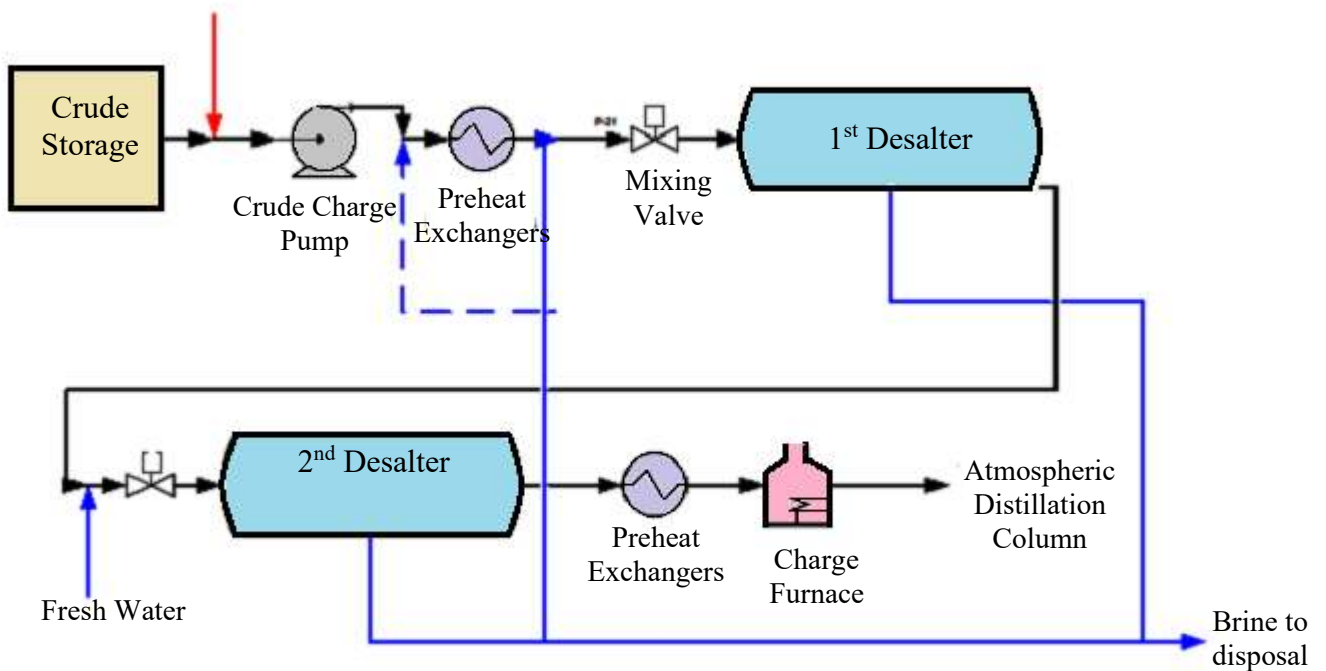 Crude
Storage
Crude Charge
Pump
Preheat
Exchangers
P-21
Mixing
Valve
1st Desalter
2nd Desalter
Fresh Water
Preheat
Exchangers
Charge
Furnace
Atmospheric
Distillation
Column
Brine to
disposal